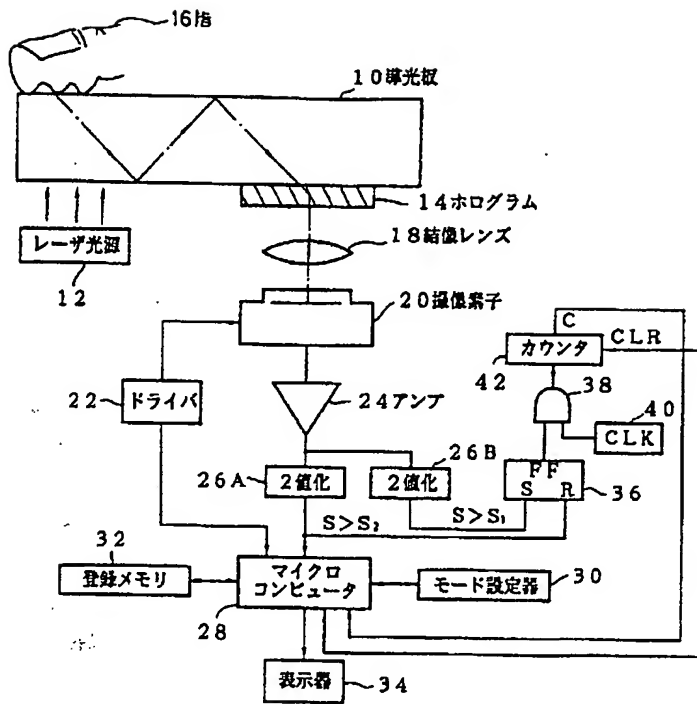 16指
10導光板
14ホログラム
レーザ光源
12
18結像レンズ
20撮像素子
C
カウンタ
CLR
42
38
22
ドライバ
24アンプ
40
CLK
26A
2値化
26B
2値化
FF
S R
36
S>S₂
S>S₁
32
登録メモリ
マイクロ
コンピュータ
28
モード設定器
30
表示器
34